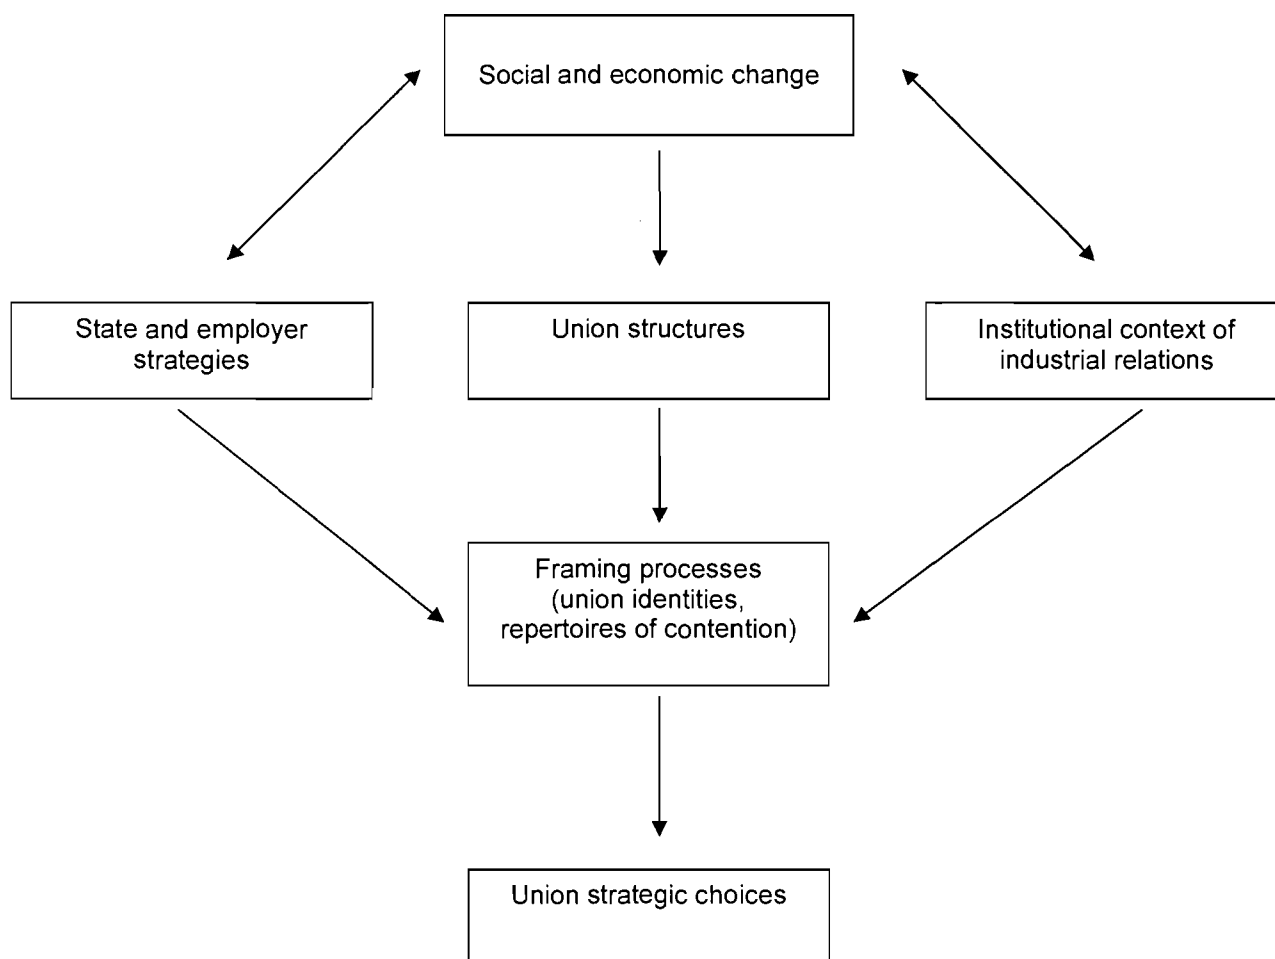 Social and economic change
State and employer
strategies
Union structures
Institutional context of
industrial relations
Framing processes
(union identities,
repertoires of contention)
Union strategic choices